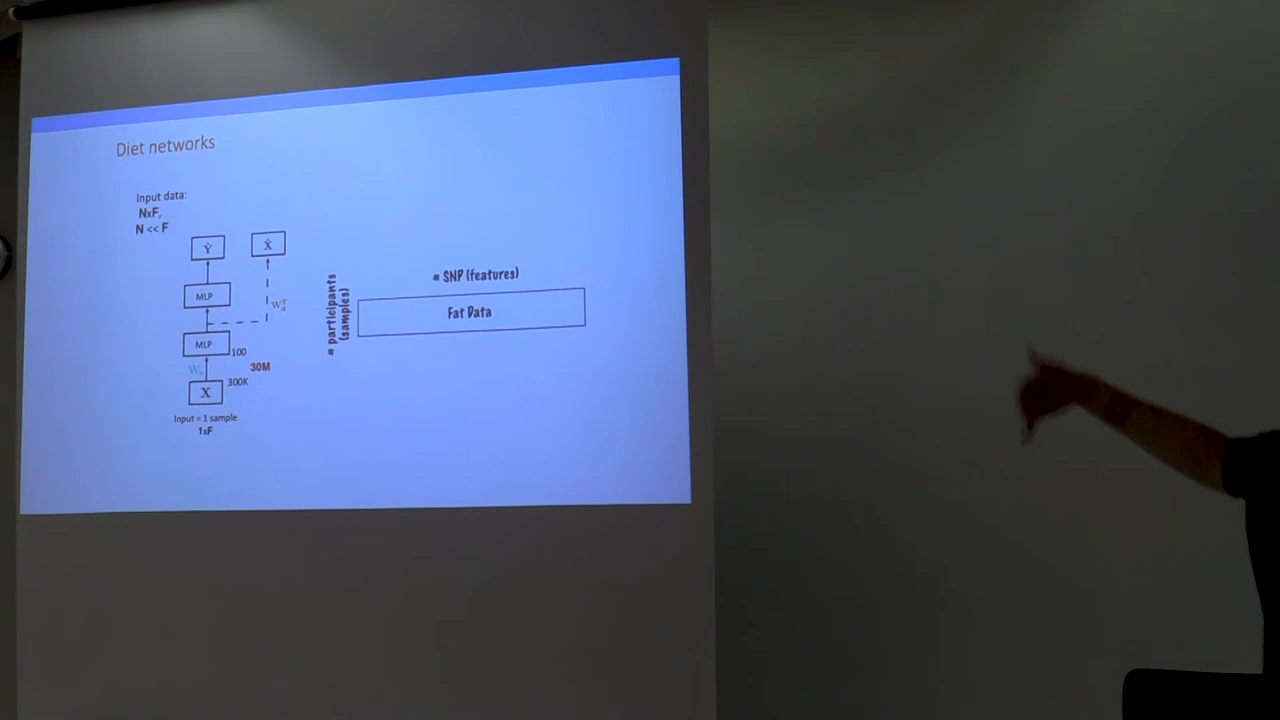 Diet networks
Input data:
NxF,
N << F
Ŷ
X̂
MLP
MLP
100
30M
300K
X
Input = 1 sample
1xF
# SNP (features)
# participants
(samples)
Fat Data